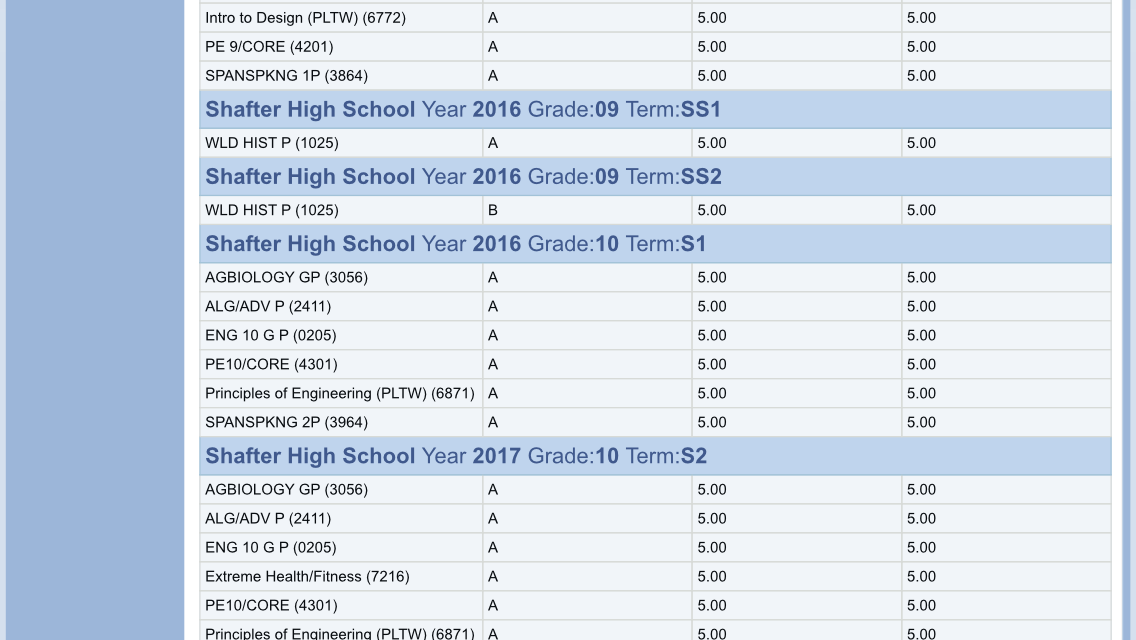 Intro to Design (PLTW) (6772) A 5.00 5.00
PE 9/CORE (4201) A 5.00 5.00
SPANSPKNG 1P (3864) A 5.00 5.00
Shafter High School Year 2016 Grade:09 Term:SS1
WLD HIST P (1025) A 5.00 5.00
Shafter High School Year 2016 Grade:09 Term:SS2
WLD HIST P (1025) B 5.00 5.00
Shafter High School Year 2016 Grade:10 Term:S1
AGBIOLOGY GP (3056) A 5.00 5.00
ALG/ADV P (2411) A 5.00 5.00
ENG 10 G P (0205) A 5.00 5.00
PE10/CORE (4301) A 5.00 5.00
Principles of Engineering (PLTW) (6871) A 5.00 5.00
SPANSPKNG 2P (3964) A 5.00 5.00
Shafter High School Year 2017 Grade:10 Term:S2
AGBIOLOGY GP (3056) A 5.00 5.00
ALG/ADV P (2411) A 5.00 5.00
ENG 10 G P (0205) A 5.00 5.00
Extreme Health/Fitness (7216) A 5.00 5.00
PE10/CORE (4301) A 5.00 5.00
Principles of Engineering (PLTW) (6871) A 5.00 5.00